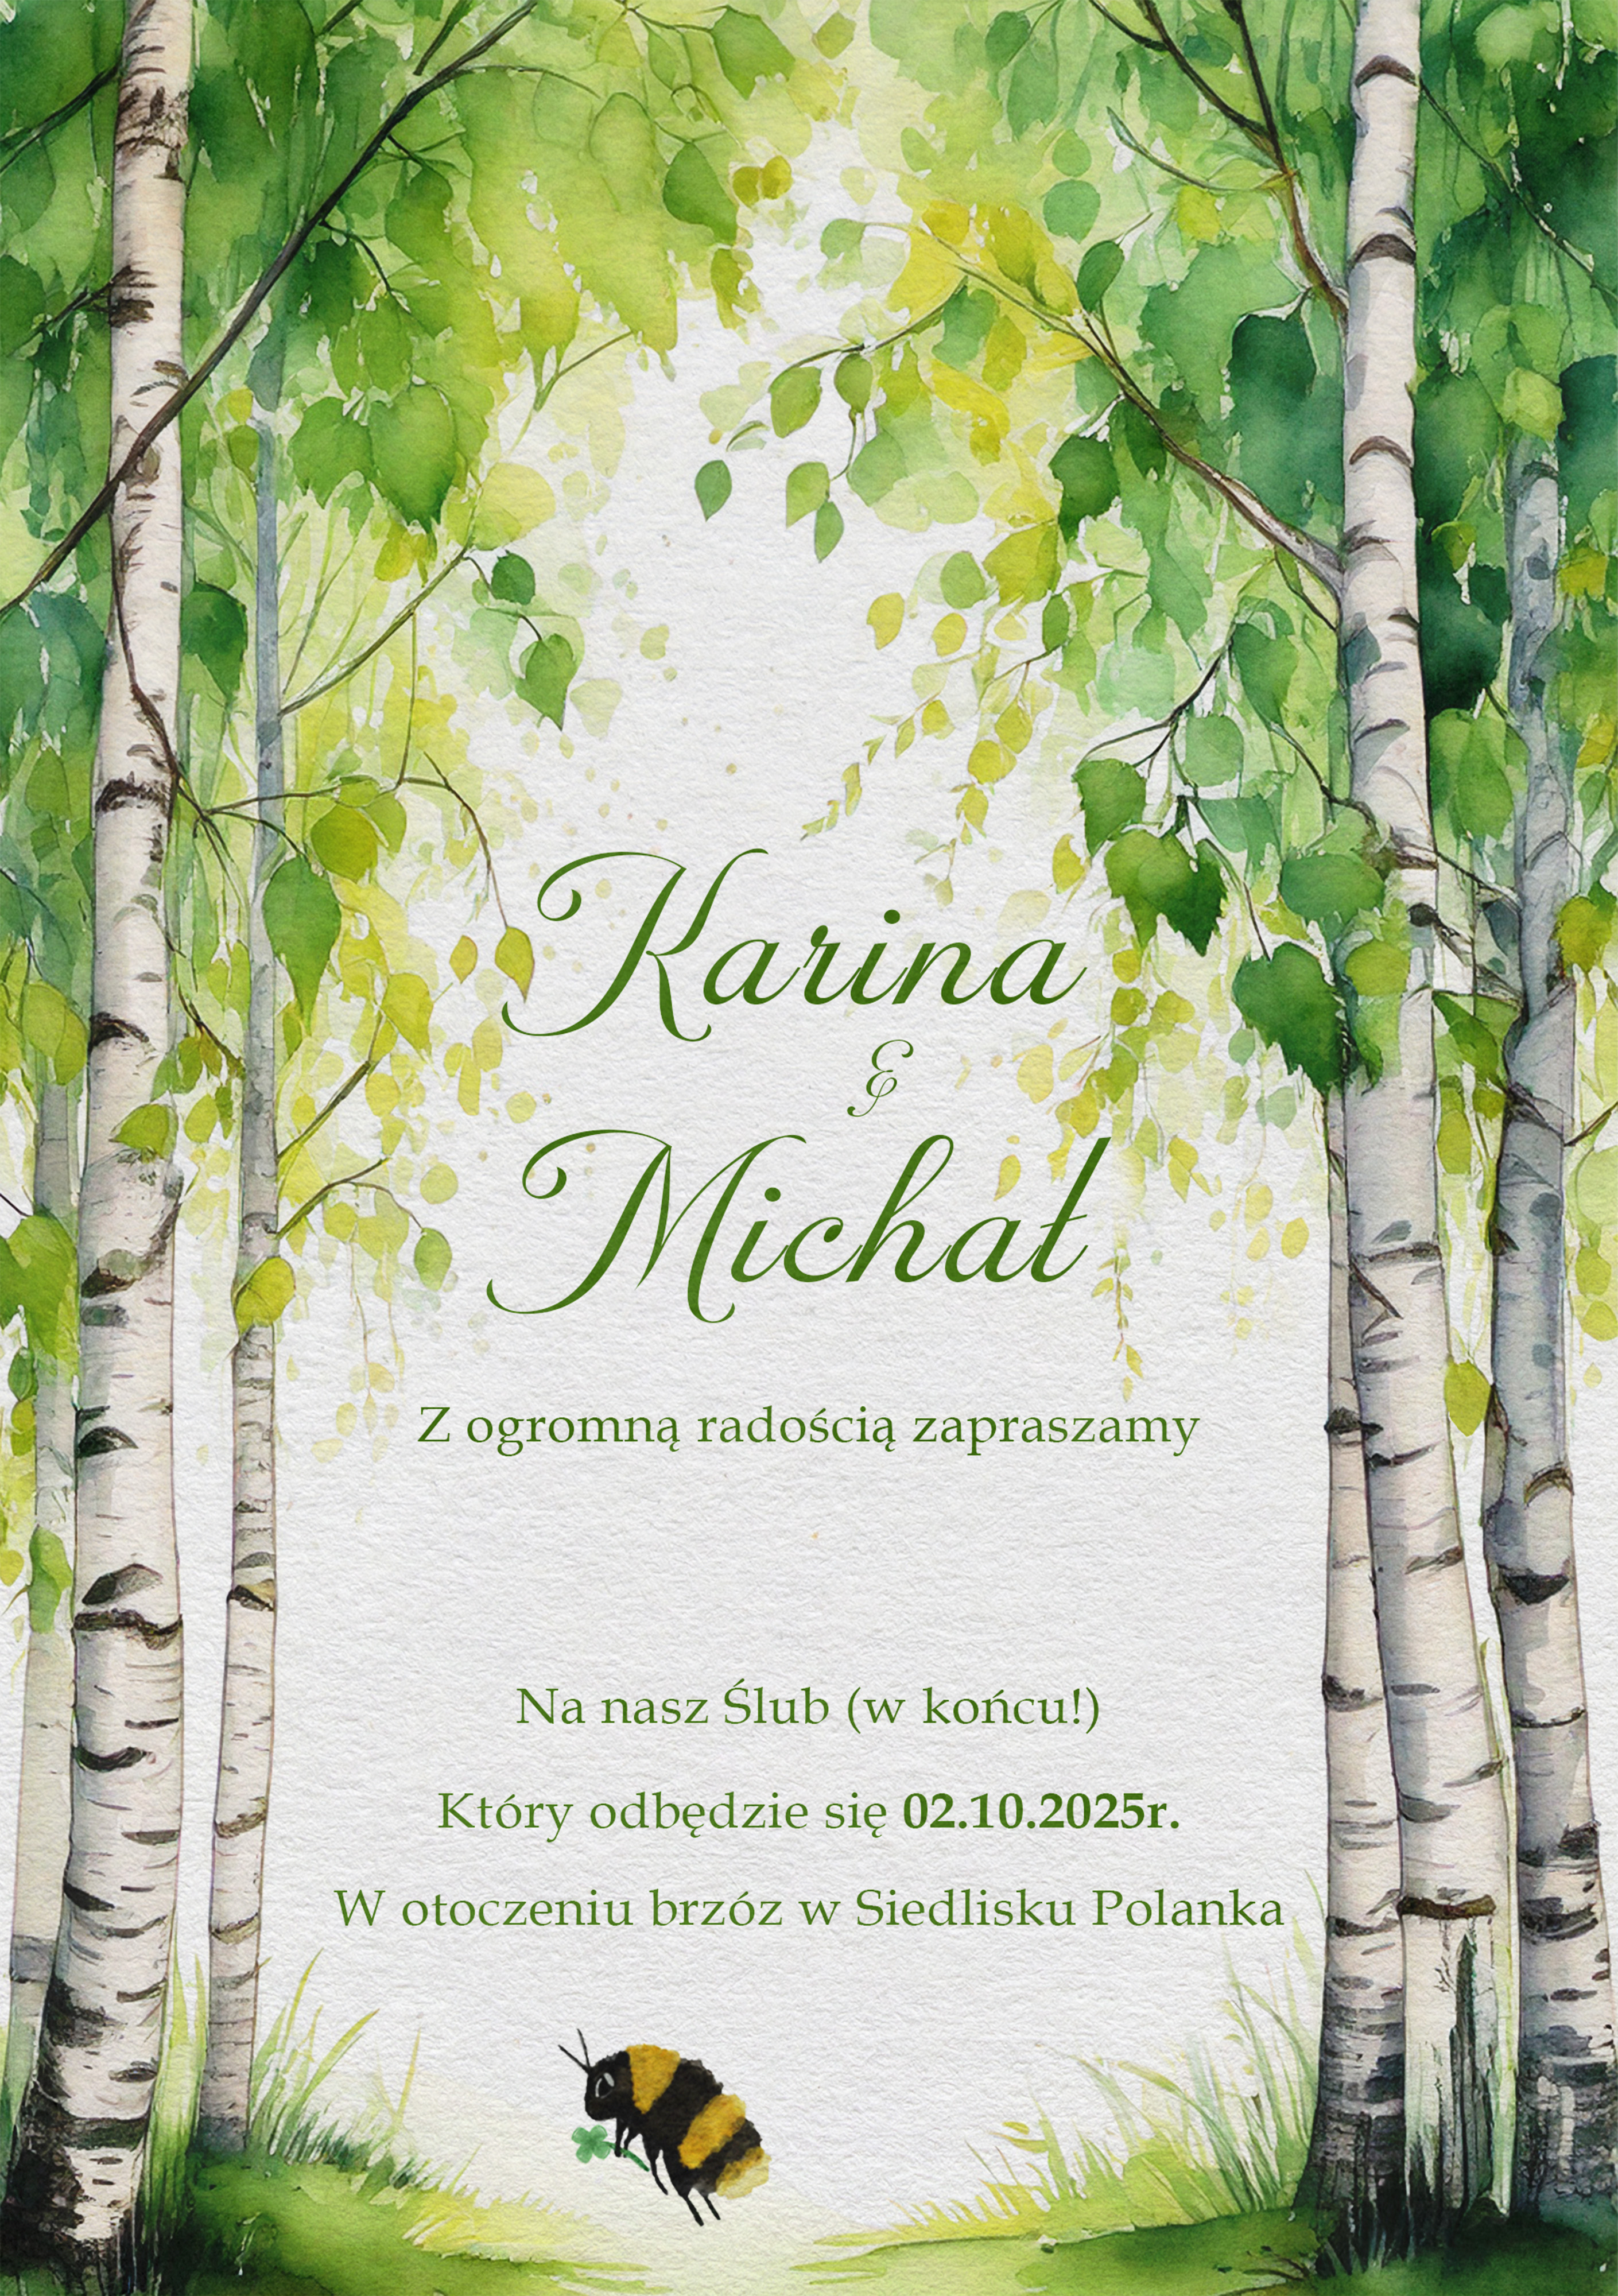 Karina
&
Michał
Z ogromną radością zapraszamy
Na nasz Ślub (w końcu!)
Który odbędzie się 02.10.2025r.
W otoczeniu brzóz w Siedlisku Polanka